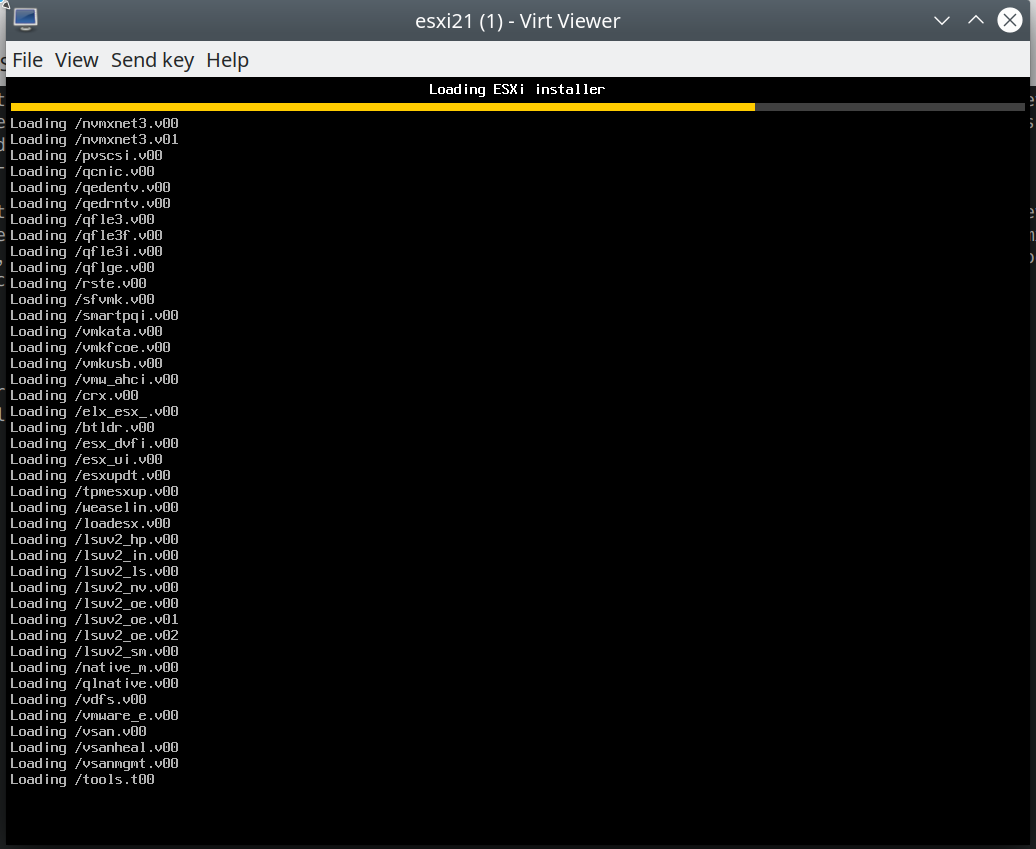 esxi21 (1) - Virt Viewer
File View Send key Help
Loading ESXi installer
Loading /nvmxnet3.v00
Loading /nvmxnet3.v01
Loading /pvscsi.v00
Loading /qcnic.v00
Loading /qedentv.v00
Loading /qedrntv.v00
Loading /qfle3.v00
Loading /qfle3f.v00
Loading /qfle3i.v00
Loading /qflge.v00
Loading /rste.v00
Loading /sfvmk.v00
Loading /smartpqi.v00
Loading /vmkata.v00
Loading /vmkfcoe.v00
Loading /vmkusb.v00
Loading /vmw_ahci.v00
Loading /crx.v00
Loading /elx_esx_.v00
Loading /btldr.v00
Loading /esx_dvfi.v00
Loading /esx_ui.v00
Loading /esxupdt.v00
Loading /tpmesxup.v00
Loading /weaselin.v00
Loading /loadesx.v00
Loading /lsuv2_hp.v00
Loading /lsuv2_in.v00
Loading /lsuv2_ls.v00
Loading /lsuv2_nv.v00
Loading /lsuv2_oe.v00
Loading /lsuv2_oe.v01
Loading /lsuv2_oe.v02
Loading /lsuv2_sm.v00
Loading /native_m.v00
Loading /qlnative.v00
Loading /vdfs.v00
Loading /vmware_e.v00
Loading /vsan.v00
Loading /vsanheal.v00
Loading /vsanmgmt.v00
Loading /tools.t00